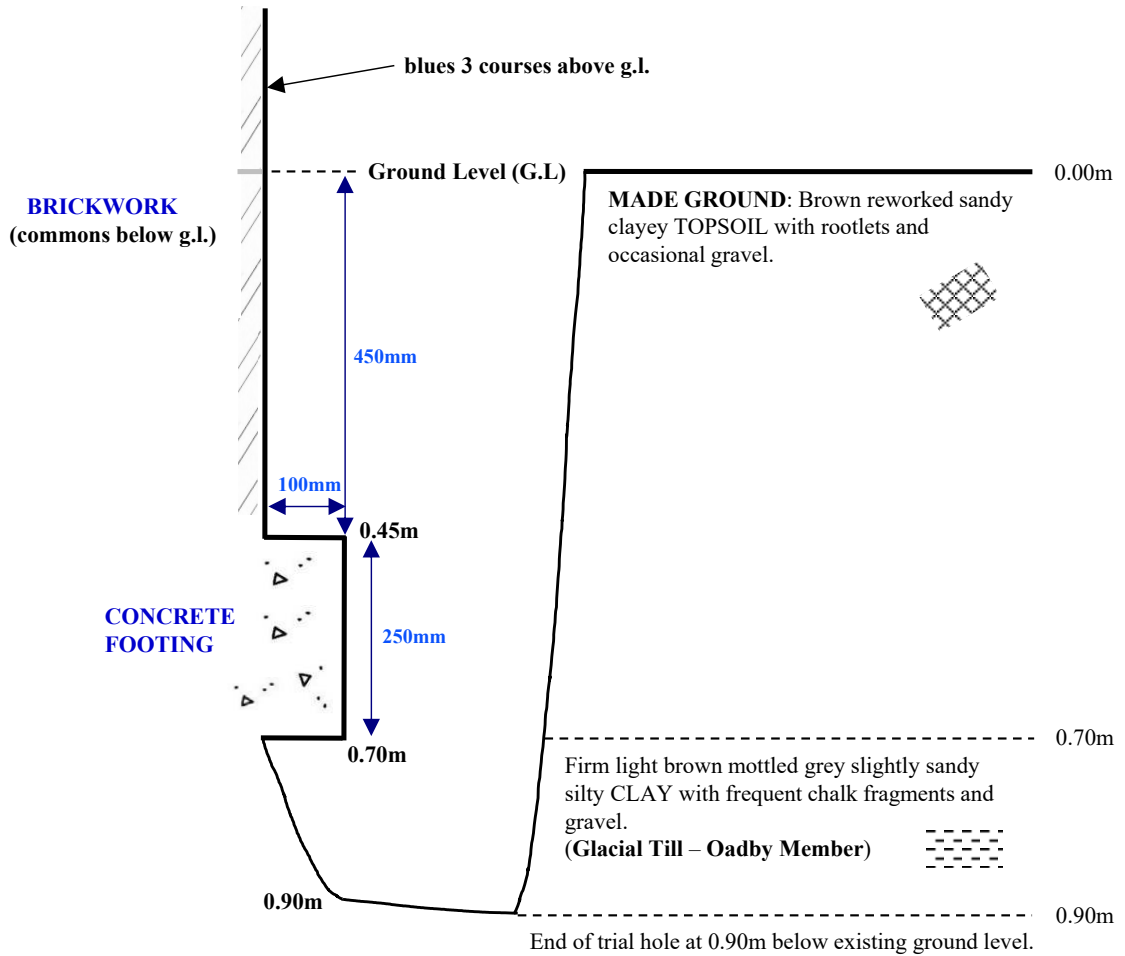 blues 3 courses above g.l.
Ground Level (G.L)
0.00m
BRICKWORK
(commons below g.l.)
MADE GROUND: Brown reworked sandy
clayey TOPSOIL with rootlets and
occasional gravel.
450mm
100mm
0.45m
CONCRETE
FOOTING
250mm
0.70m
0.70m
Firm light brown mottled grey slightly sandy
silty CLAY with frequent chalk fragments and
gravel.
(Glacial Till – Oadby Member)
0.90m
0.90m
End of trial hole at 0.90m below existing ground level.